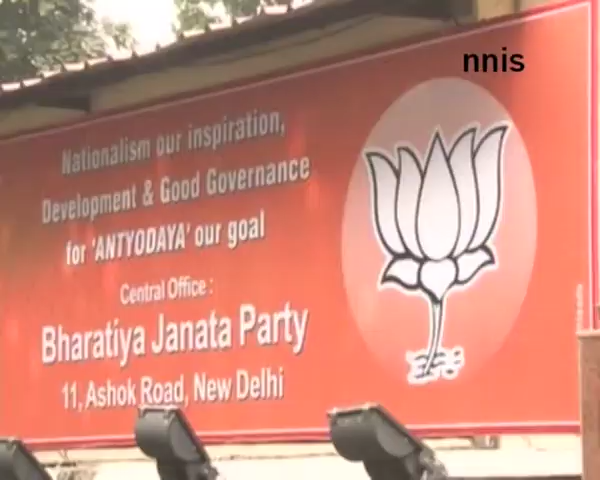 nnis
Nationalism our inspiration,
Development & Good Governance
for 'ANTYODAYA' our goal
Central Office :
Bharatiya Janata Party
11, Ashok Road, New Delhi